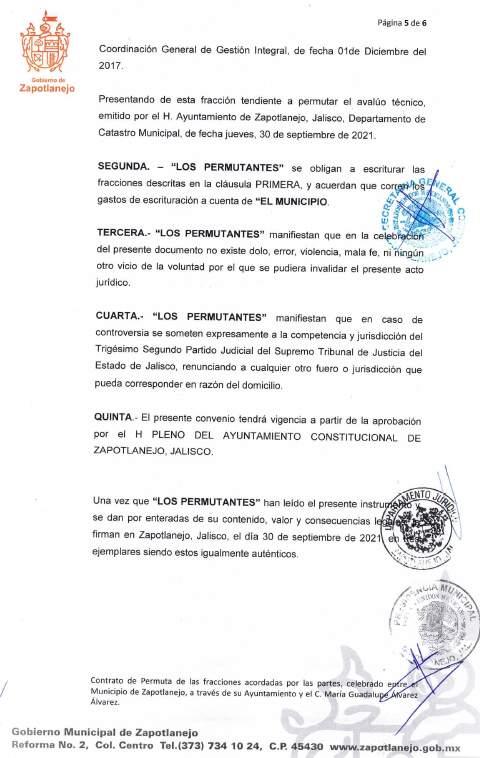 Página 5 de 6
Gobierno de
Zapotlanejo
Coordinación General de Gestión Integral, de fecha 01de Diciembre del
2017.
Presentando de esta fracción tendiente a permutar el avalúo técnico,
emitido por el H. Ayuntamiento de Zapotlanejo, Jalisco, Departamento de
Catastro Municipal, de fecha jueves, 30 de septiembre de 2021.
SEGUNDA. – “LOS PERMUTANTES” se obligan a escriturar las
fracciones descritas en la cláusula PRIMERA, y acuerdan que corren los
gastos de escrituración a cuenta de “EL MUNICIPIO.
SECRETARIA GENERAL
TERCERA.- “LOS PERMUTANTES” manifiestan que en la celebración
del presente documento no existe dolo, error, violencia, mala fe, ni ningún
otro vicio de la voluntad por el que se pudiera invalidar el presente acto
jurídico.
CUARTA.- “LOS PERMUTANTES” manifiestan que en caso de
controversia se someten expresamente a la competencia y jurisdicción del
Trigésimo Segundo Partido Judicial del Supremo Tribunal de Justicia del
Estado de Jalisco, renunciando a cualquier otro fuero o jurisdicción que
pueda corresponder en razón del domicilio.
QUINTA.- El presente convenio tendrá vigencia a partir de la aprobación
por el H PLENO DEL AYUNTAMIENTO CONSTITUCIONAL DE
ZAPOTLANEJO, JALISCO.
Una vez que “LOS PERMUTANTES” han leído el presente instrumento y
se dan por enteradas de su contenido, valor y consecuencias
firman en Zapotlanejo, Jalisco, el día 30 de septiembre de 2021, en
ejemplares siendo estos igualmente auténticos.
DEPARTAMENTO JURIDICO
ZAPOTLANEJO, JAL
PRESIDENCIA MUNICIPAL
Contrato de Permuta de las fracciones acordadas por las partes, celebrado entre el
Municipio de Zapotlanejo, a través de su Ayuntamiento y el C. María Guadalupe Álvarez
Álvarez.
Gobierno Municipal de Zapotlanejo
Reforma No. 2, Col. Centro Tel.(373) 734 10 24, C.P. 45430 www.zapotlanejo.gob.mx